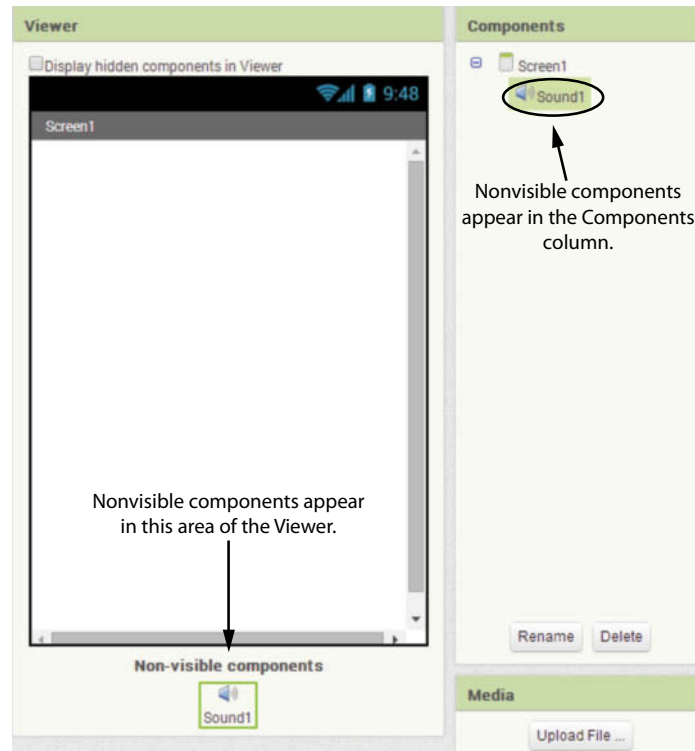 Viewer
Display hidden components in Viewer
9:48
Screen1
Nonvisible components appear
in this area of the Viewer.
Non-visible components
Sound1
Components
Screen1
Sound1
Nonvisible components
appear in the Components
column.
Rename Delete
Media
Upload File ...